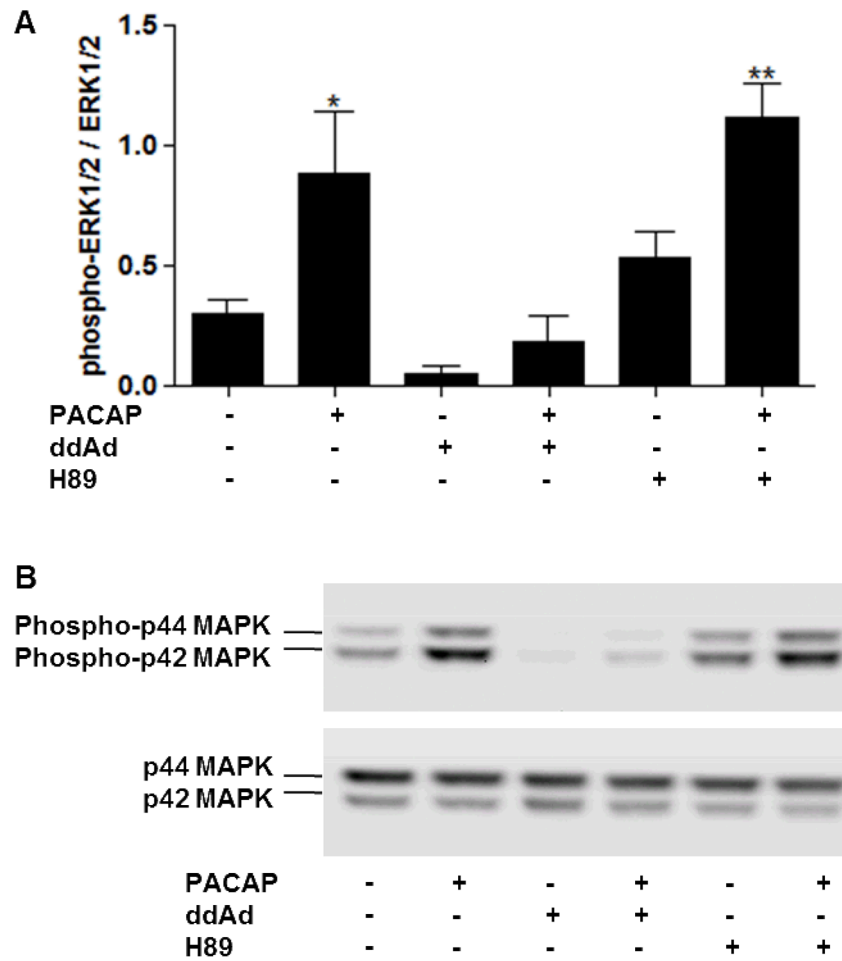 A
phospho-ERK1/2 / ERK1/2
1.5
1.0
0.5
0.0
*
**
PACAP - + - + - +
ddAd - - + + - -
H89 - - - - + +
B
Phospho-p44 MAPK
Phospho-p42 MAPK
p44 MAPK
p42 MAPK
PACAP - + - + - +
ddAd - - + + - -
H89 - - - - + +